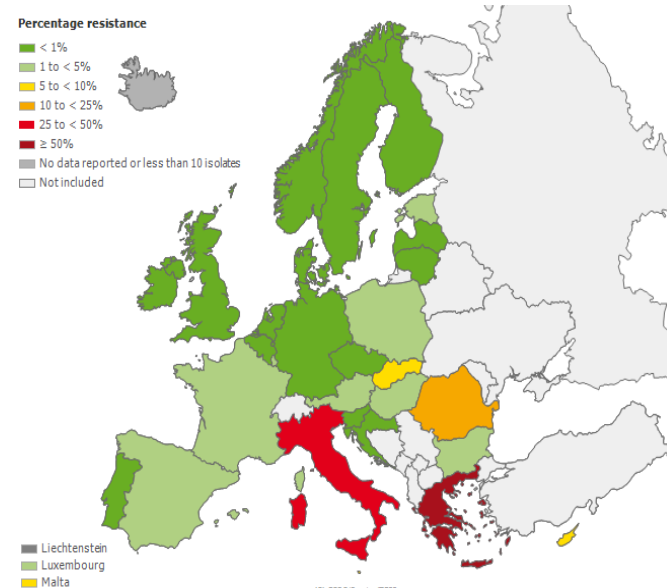 Percentage resistance
< 1%
1 to < 5%
5 to < 10%
10 to < 25%
25 to < 50%
≥ 50%
No data reported or less than 10 isolates
Not included
Liechtenstein
Luxembourg
Malta